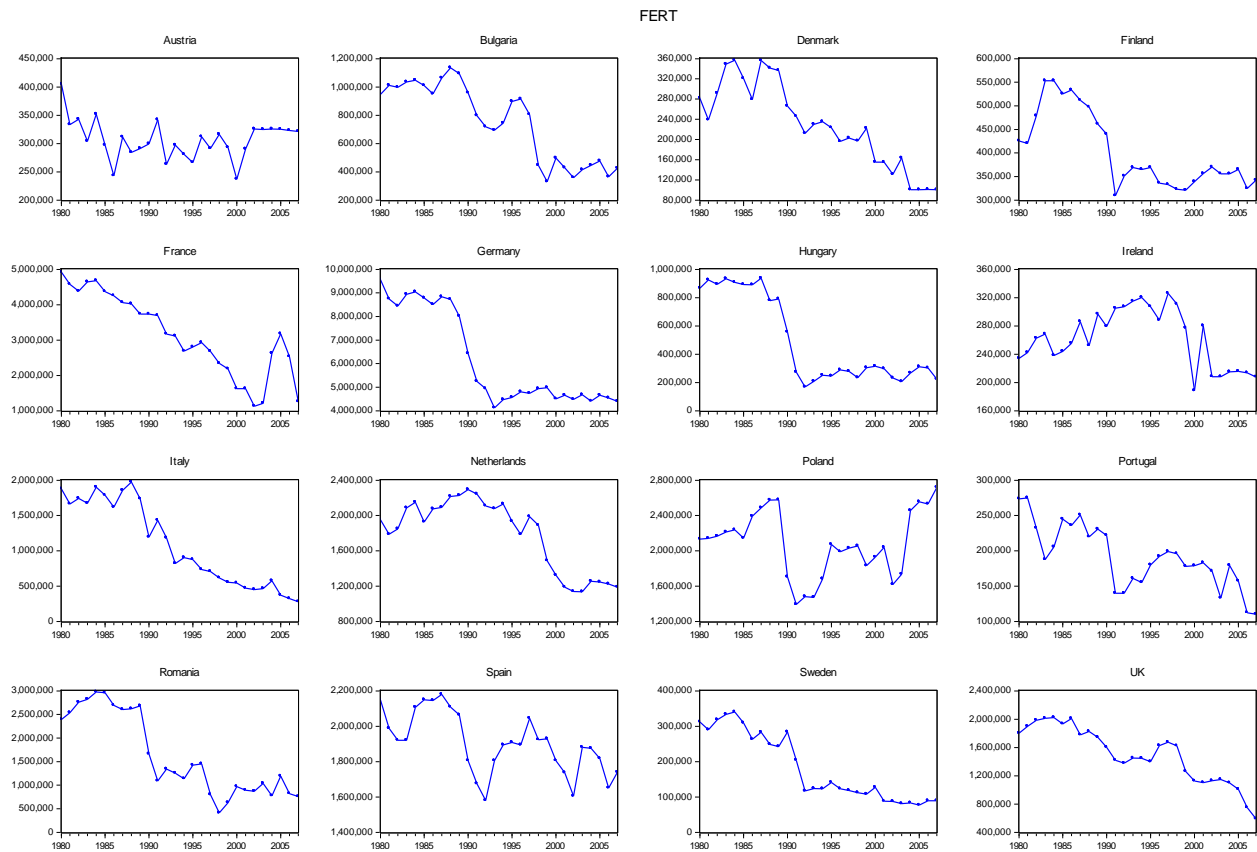 FERT
Austria
450,000
400,000
350,000
300,000
250,000
200,000
1980 1985 1990 1995 2000 2005
Bulgaria
1,200,000
1,000,000
800,000
600,000
400,000
200,000
1980 1985 1990 1995 2000 2005
Denmark
360,000
320,000
280,000
240,000
200,000
160,000
120,000
80,000
1980 1985 1990 1995 2000 2005
Finland
600,000
550,000
500,000
450,000
400,000
350,000
300,000
1980 1985 1990 1995 2000 2005
France
5,000,000
4,000,000
3,000,000
2,000,000
1,000,000
1980 1985 1990 1995 2000 2005
Germany
10,000,000
9,000,000
8,000,000
7,000,000
6,000,000
5,000,000
4,000,000
1980 1985 1990 1995 2000 2005
Hungary
1,000,000
800,000
600,000
400,000
200,000
0
1980 1985 1990 1995 2000 2005
Ireland
360,000
320,000
280,000
240,000
200,000
160,000
1980 1985 1990 1995 2000 2005
Italy
2,000,000
1,500,000
1,000,000
500,000
0
1980 1985 1990 1995 2000 2005
Netherlands
2,400,000
2,000,000
1,600,000
1,200,000
800,000
1980 1985 1990 1995 2000 2005
Poland
2,800,000
2,400,000
2,000,000
1,600,000
1,200,000
1980 1985 1990 1995 2000 2005
Portugal
300,000
250,000
200,000
150,000
100,000
1980 1985 1990 1995 2000 2005
Romania
3,000,000
2,500,000
2,000,000
1,500,000
1,000,000
500,000
0
1980 1985 1990 1995 2000 2005
Spain
2,200,000
2,000,000
1,800,000
1,600,000
1,400,000
1980 1985 1990 1995 2000 2005
Sweden
400,000
300,000
200,000
100,000
0
1980 1985 1990 1995 2000 2005
UK
2,400,000
2,000,000
1,600,000
1,200,000
800,000
400,000
1980 1985 1990 1995 2000 2005